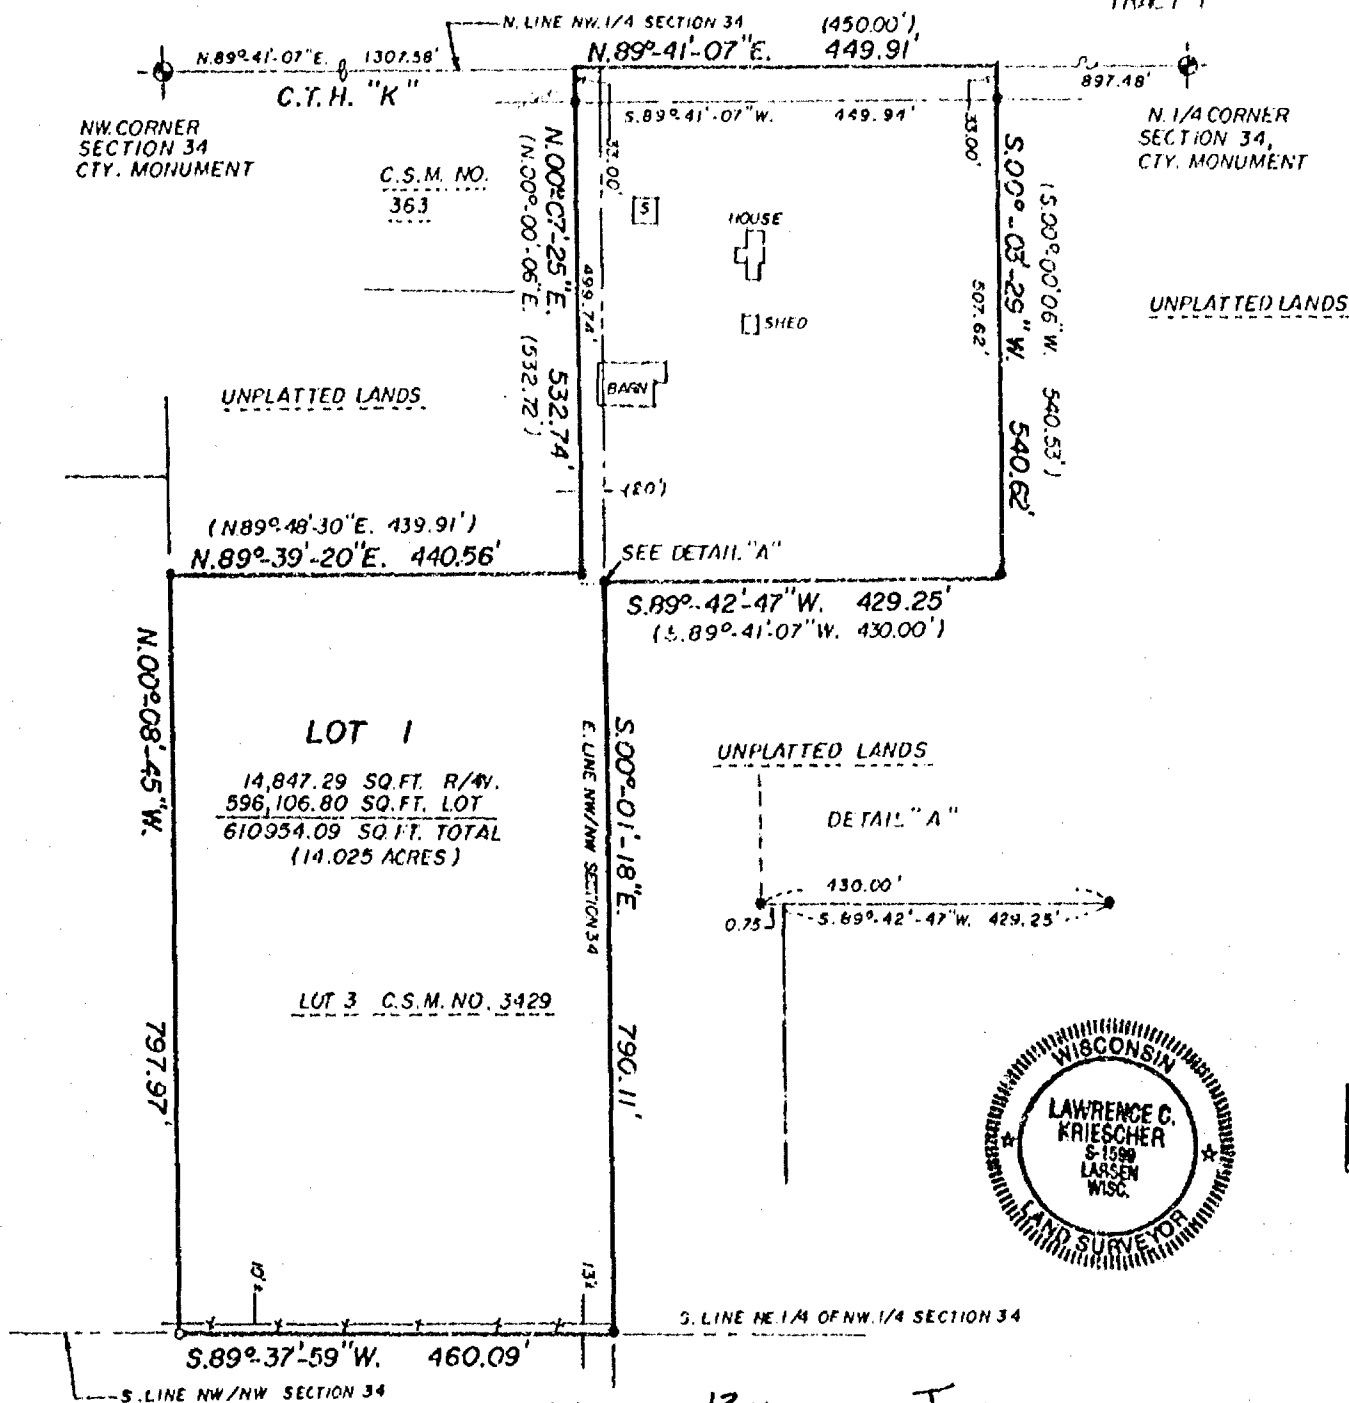 N. LINE NW. 1/4 SECTION 34
(450.00')
N.89°-41'-07"E. 449.91'
N.89°-41-07"E. 1307.58'
C.T.H. "K"
897.48'
NW. CORNER
SECTION 34
CTY. MONUMENT
N. 1/4 CORNER
SECTION 34,
CTY. MONUMENT
S.89°-41'-07"W. 449.94'
33.00'
33.00'
C.S.M. NO.
363
N.00°-07'-25"E. 532.74'
(N.00°-00'-06"E. (532.72')
499.74'
S
HOUSE
SHED
BARN
S.00°-03'-29"W. 540.62'
(S.00°-00'06"W. 540.53')
507.62'
UNPLATTED LANDS
UNPLATTED LANDS
(20')
(N.89°-48'-30"E. 439.91')
N.89°-39'-20"E. 440.56'
SEE DETAIL "A"
S.89°-42'-47"W. 429.25'
(S.89°-41'-07"W. 430.00')
N.00°-08'-45"W. 797.97'
LOT 1
14,847.29 SQ.FT. R/W.
596,106.80 SQ.FT. LOT
610954.09 SQ.FT. TOTAL
(14.025 ACRES)
S.00°-01'-18"E. 790.11'
E. LINE NW/NW SECTION 34
UNPLATTED LANDS
DETAIL "A"
430.00'
0.75
S.89°-42'-47"W. 429.25'
LOT 3 C.S.M. NO. 3429
WISCONSIN
LAWRENCE C.
KRIESCHER
S-1599
LARSEN
WISC.
LAND SURVEYOR
10'±
13'±
S. LINE NE.1/4 OF NW.1/4 SECTION 34
S.89°-37'-59"W. 460.09'
S. LINE NW/NW SECTION 34